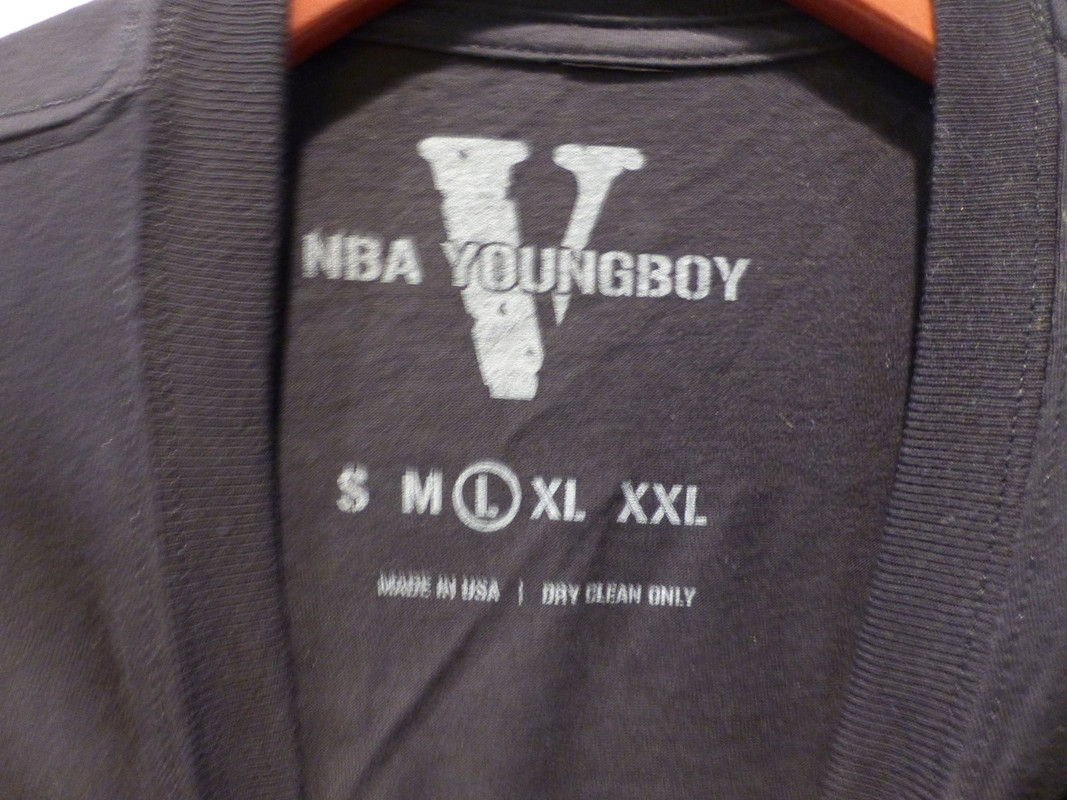 V
NBA YOUNGBOY
S M L XL XXL
MADE IN USA | DRY CLEAN ONLY